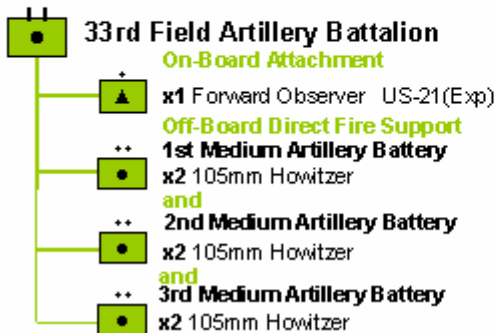 33rd Field Artillery Battalion
On-Board Attachment
x1 Forward Observer US-21(Exp)
Off-Board Direct Fire Support
1st Medium Artillery Battery
x2 105mm Howitzer
and
2nd Medium Artillery Battery
x2 105mm Howitzer
and
3rd Medium Artillery Battery
x2 105mm Howitzer